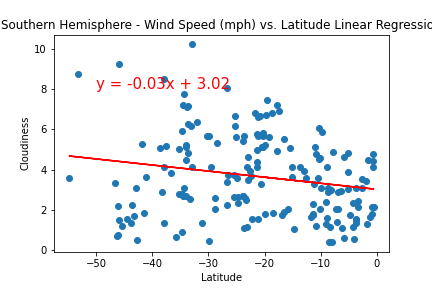 Southern Hemisphere - Wind Speed (mph) vs. Latitude Linear Regressio
10
8
6
4
2
0
Cloudiness
y = -0.03x + 3.02
−50 −40 −30 −20 −10 0
Latitude